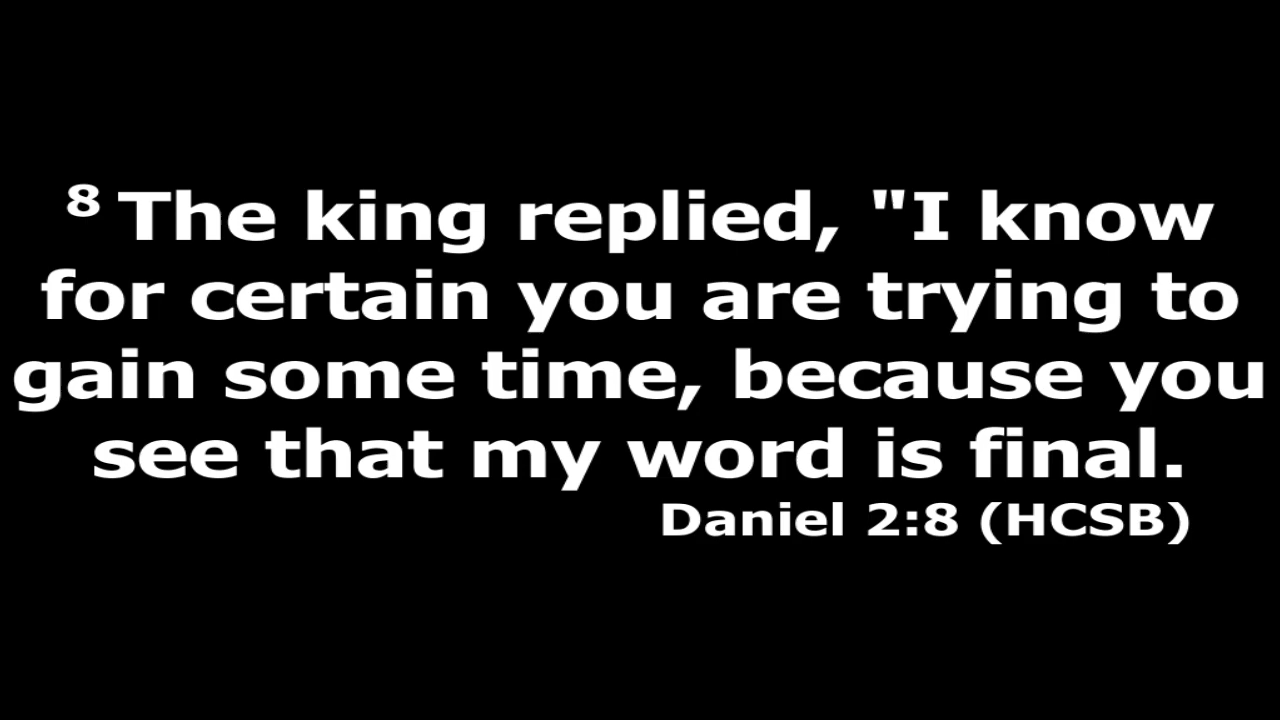 8 The king replied, "I know
for certain you are trying to
gain some time, because you
see that my word is final.
Daniel 2:8 (HCSB)